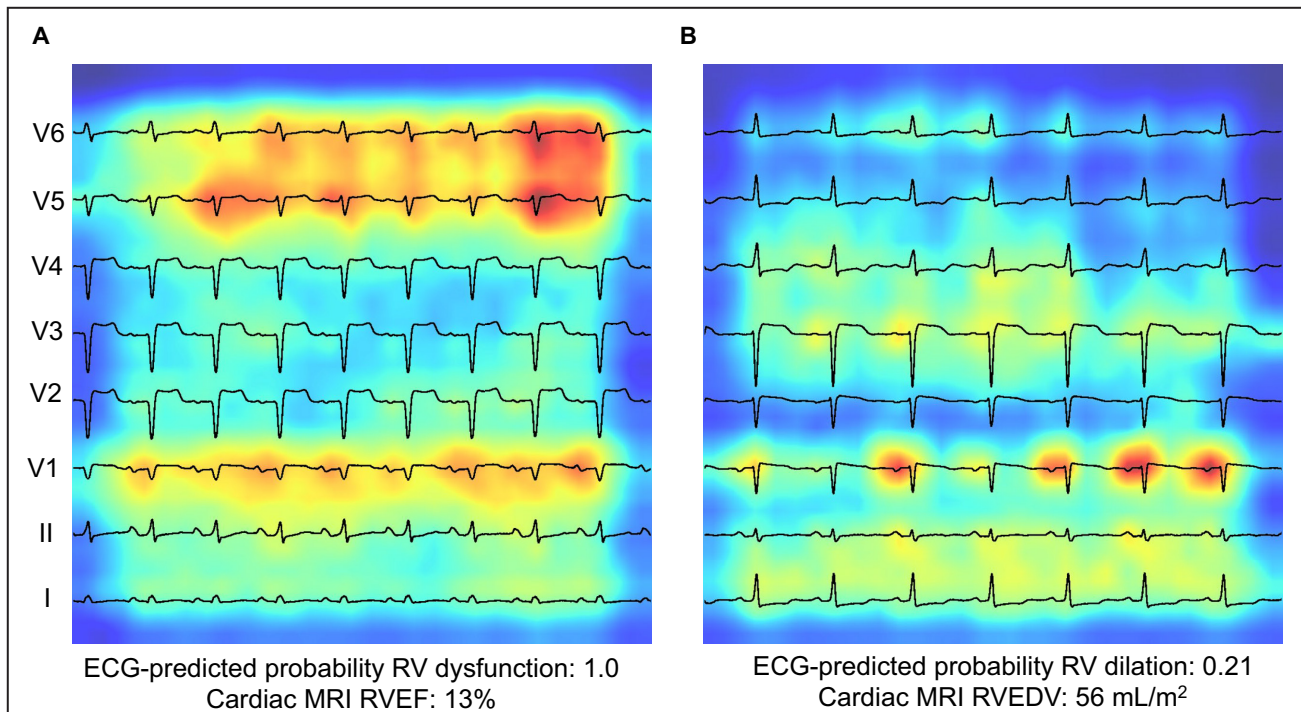 A
B
V6
V5
V4
V3
V2
V1
II
I
ECG-predicted probability RV dysfunction: 1.0
Cardiac MRI RVEF: 13%
ECG-predicted probability RV dilation: 0.21
Cardiac MRI RVEDV: 56 mL/m²